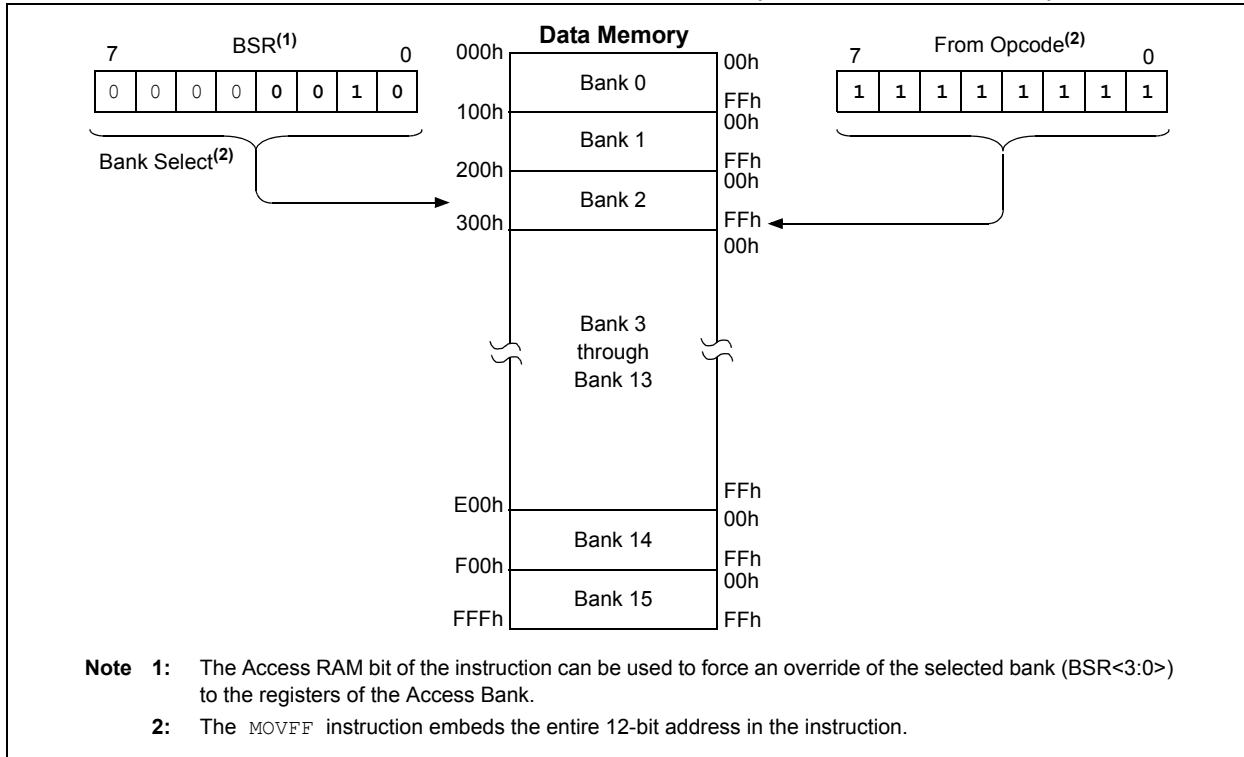 Data Memory
7 BSR(1) 0
0 0 0 0 0 0 1 0
Bank Select(2)
7 From Opcode(2) 0
1 1 1 1 1 1 1 1
000h
Bank 0
00h
FFh
100h
Bank 1
00h
FFh
200h
Bank 2
00h
FFh
300h
00h
Bank 3
through
Bank 13
FFh
E00h
Bank 14
00h
FFh
F00h
Bank 15
00h
FFFh
FFh
Note 1: The Access RAM bit of the instruction can be used to force an override of the selected bank (BSR<3:0>)
to the registers of the Access Bank.
2: The MOVFF instruction embeds the entire 12-bit address in the instruction.